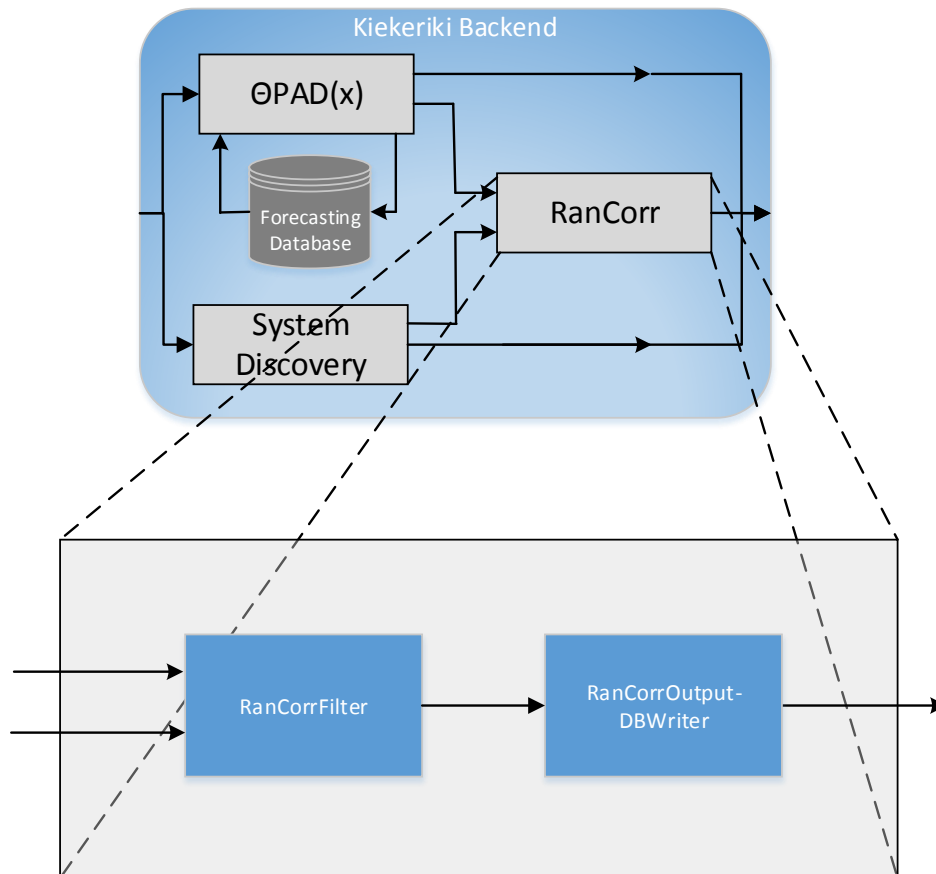 Kiekeriki Backend
ΘPAD(x)
Forecasting
Database
RanCorr
System
Discovery
RanCorrFilter
RanCorrOutput-
DBWriter